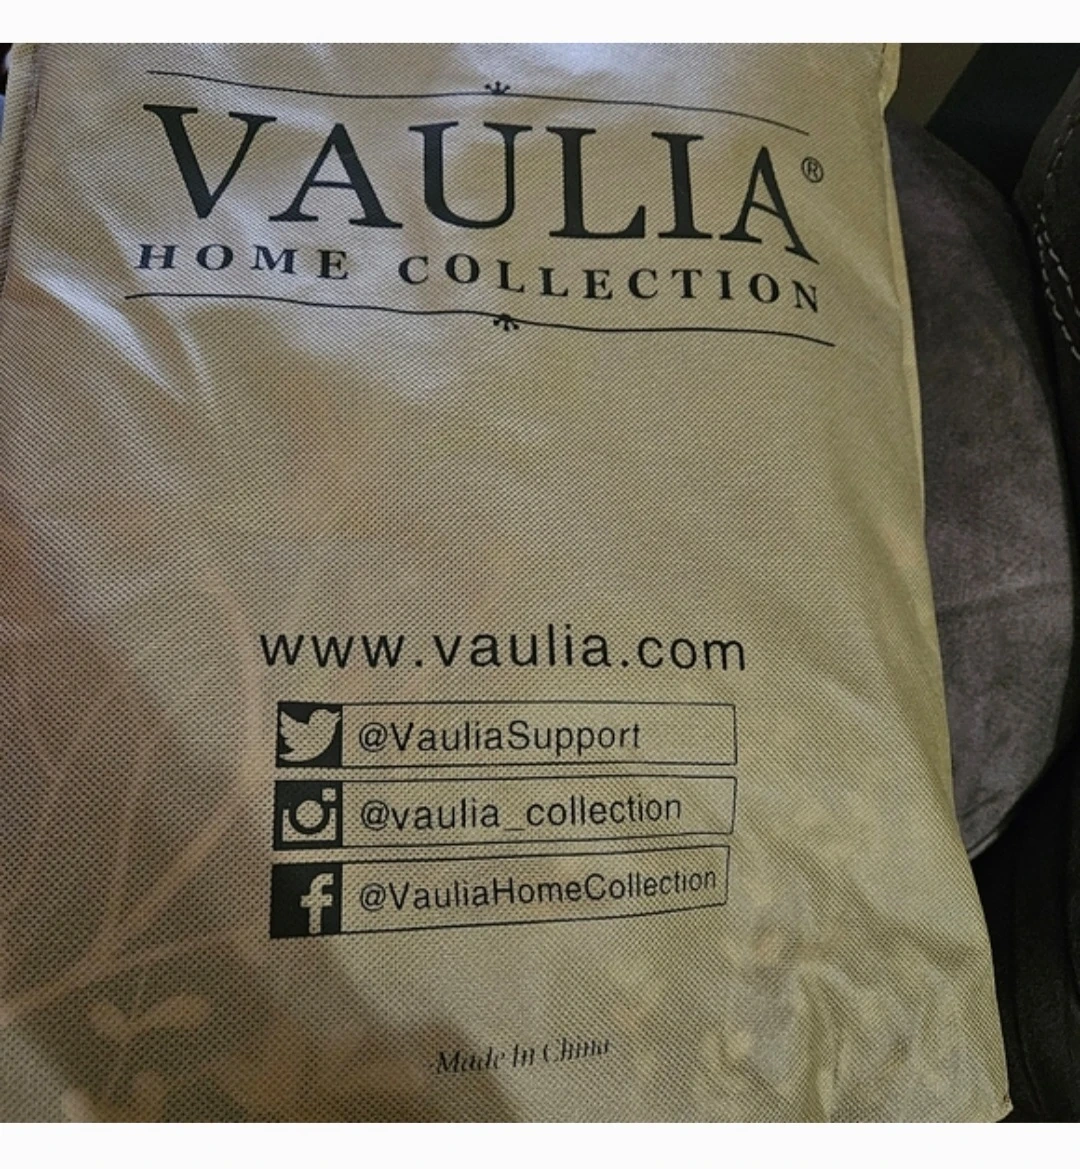 VAULIA®
HOME COLLECTION
www.vaulia.com
@VauliaSupport
@vaulia_collection
@VauliaHomeCollection
Made In China